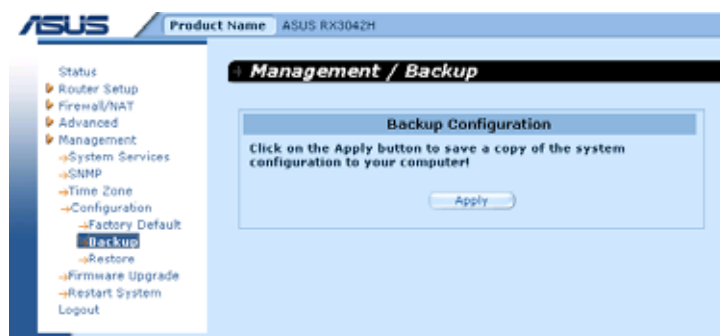 ASUS
Product Name ASUS RX3042H
Status
Router Setup
Firewall/NAT
Advanced
Management
System Services
SNMP
Time Zone
Configuration
Factory Default
Backup
Restore
Firmware Upgrade
Restart System
Logout
Management / Backup
Backup Configuration
Click on the Apply button to save a copy of the system
configuration to your computer!
Apply